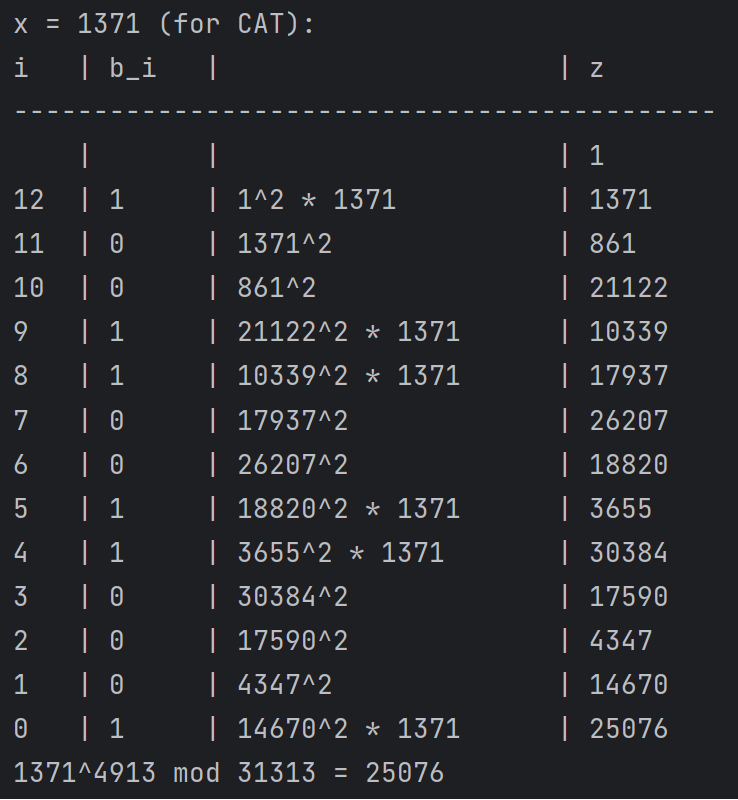 x = 1371 (for CAT):
i   | b_i   |                     | z
--------------------------------------------
    |       |                     | 1
12  | 1     | 1^2 * 1371          | 1371
11  | 0     | 1371^2              | 861
10  | 0     | 861^2               | 21122
9   | 1     | 21122^2 * 1371      | 10339
8   | 1     | 10339^2 * 1371      | 17937
7   | 0     | 17937^2             | 26207
6   | 0     | 26207^2             | 18820
5   | 1     | 18820^2 * 1371      | 3655
4   | 1     | 3655^2 * 1371       | 30384
3   | 0     | 30384^2             | 17590
2   | 0     | 17590^2             | 4347
1   | 0     | 4347^2              | 14670
0   | 1     | 14670^2 * 1371      | 25076
1371^4913 mod 31313 = 25076